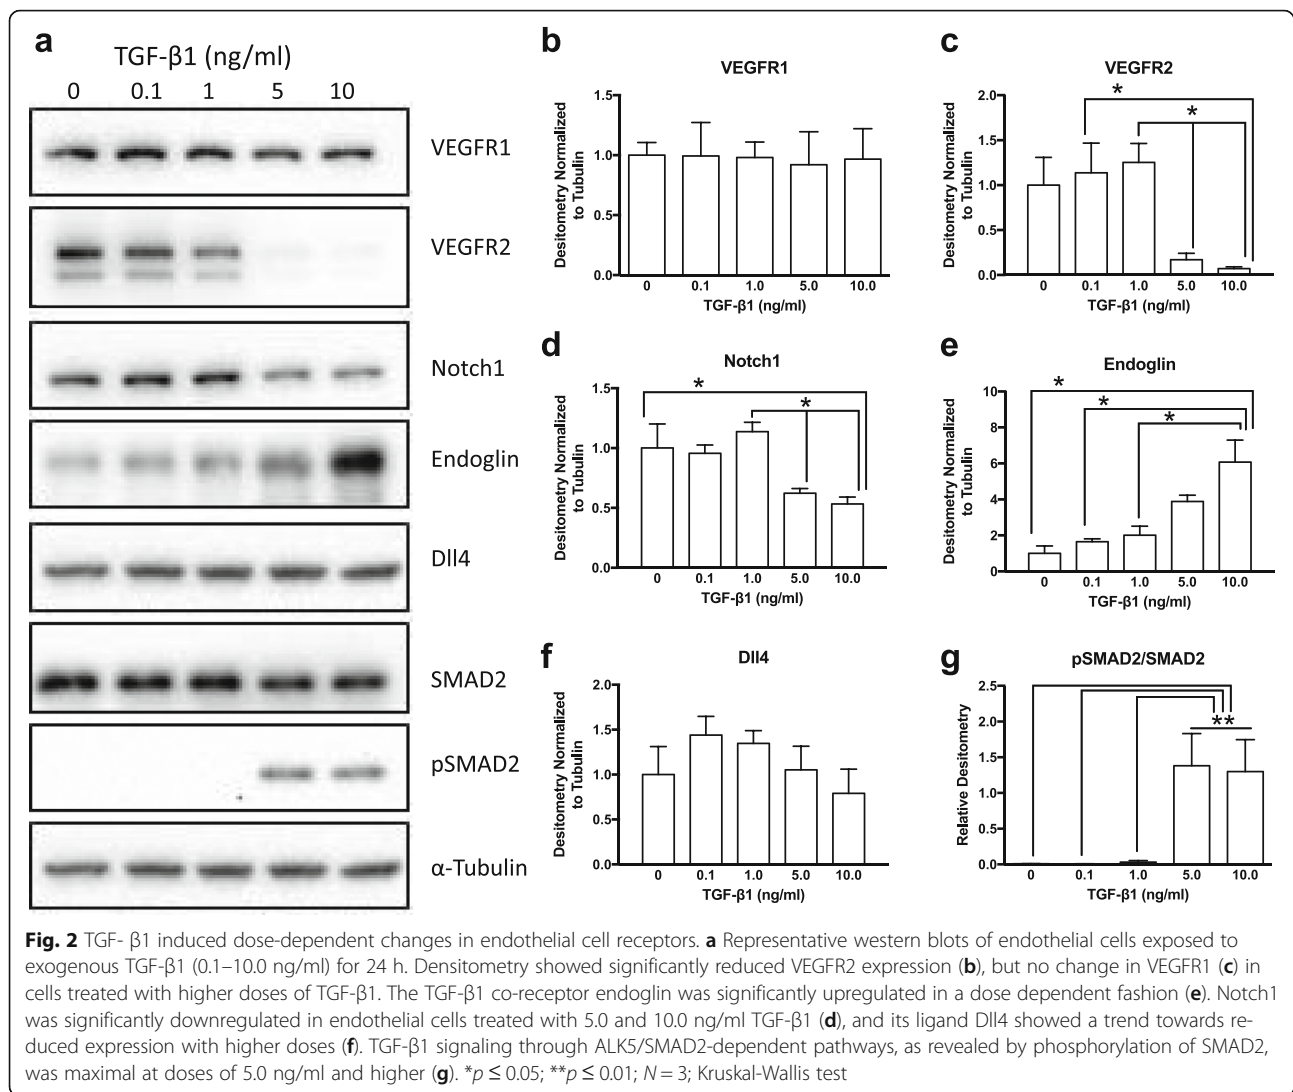 a
TGF-β1 (ng/ml)
0 0.1 1 5 10
VEGFR1
VEGFR2
Notch1
Endoglin
Dll4
SMAD2
pSMAD2
α-Tubulin
b
VEGFR1
Desitometry Normalized
to Tubulin
1.5
1.0
0.5
0.0
0 0.1 1.0 5.0 10.0
TGF-β1 (ng/ml)
c
VEGFR2
Desitometry Normalized
to Tubulin
2.0
1.5
1.0
0.5
0.0
*
*
0 0.1 1.0 5.0 10.0
TGF-β1 (ng/ml)
d
Notch1
Desitometry Normalized
to Tubulin
1.5
1.0
0.5
0.0
*
*
0 0.1 1.0 5.0 10.0
TGF-β1 (ng/ml)
e
Endoglin
Desitometry Normalized
to Tubulin
10
8
6
4
2
0
*
*
*
0 0.1 1.0 5.0 10.0
TGF-β1 (ng/ml)
f
Dll4
Desitometry Normalized
to Tubulin
2.0
1.5
1.0
0.5
0.0
0 0.1 1.0 5.0 10.0
TGF-β1 (ng/ml)
g
pSMAD2/SMAD2
Relative Desitometry
2.5
2.0
1.5
1.0
0.5
0.0
**
0 0.1 1.0 5.0 10.0
TGF-β1 (ng/ml)
Fig. 2 TGF- β1 induced dose-dependent changes in endothelial cell receptors. a Representative western blots of endothelial cells exposed to
exogenous TGF-β1 (0.1–10.0 ng/ml) for 24 h. Densitometry showed significantly reduced VEGFR2 expression (b), but no change in VEGFR1 (c) in
cells treated with higher doses of TGF-β1. The TGF-β1 co-receptor endoglin was significantly upregulated in a dose dependent fashion (e). Notch1
was significantly downregulated in endothelial cells treated with 5.0 and 10.0 ng/ml TGF-β1 (d), and its ligand Dll4 showed a trend towards re-
duced expression with higher doses (f). TGF-β1 signaling through ALK5/SMAD2-dependent pathways, as revealed by phosphorylation of SMAD2,
was maximal at doses of 5.0 ng/ml and higher (g). *p ≤ 0.05; **p ≤ 0.01; N = 3; Kruskal-Wallis test